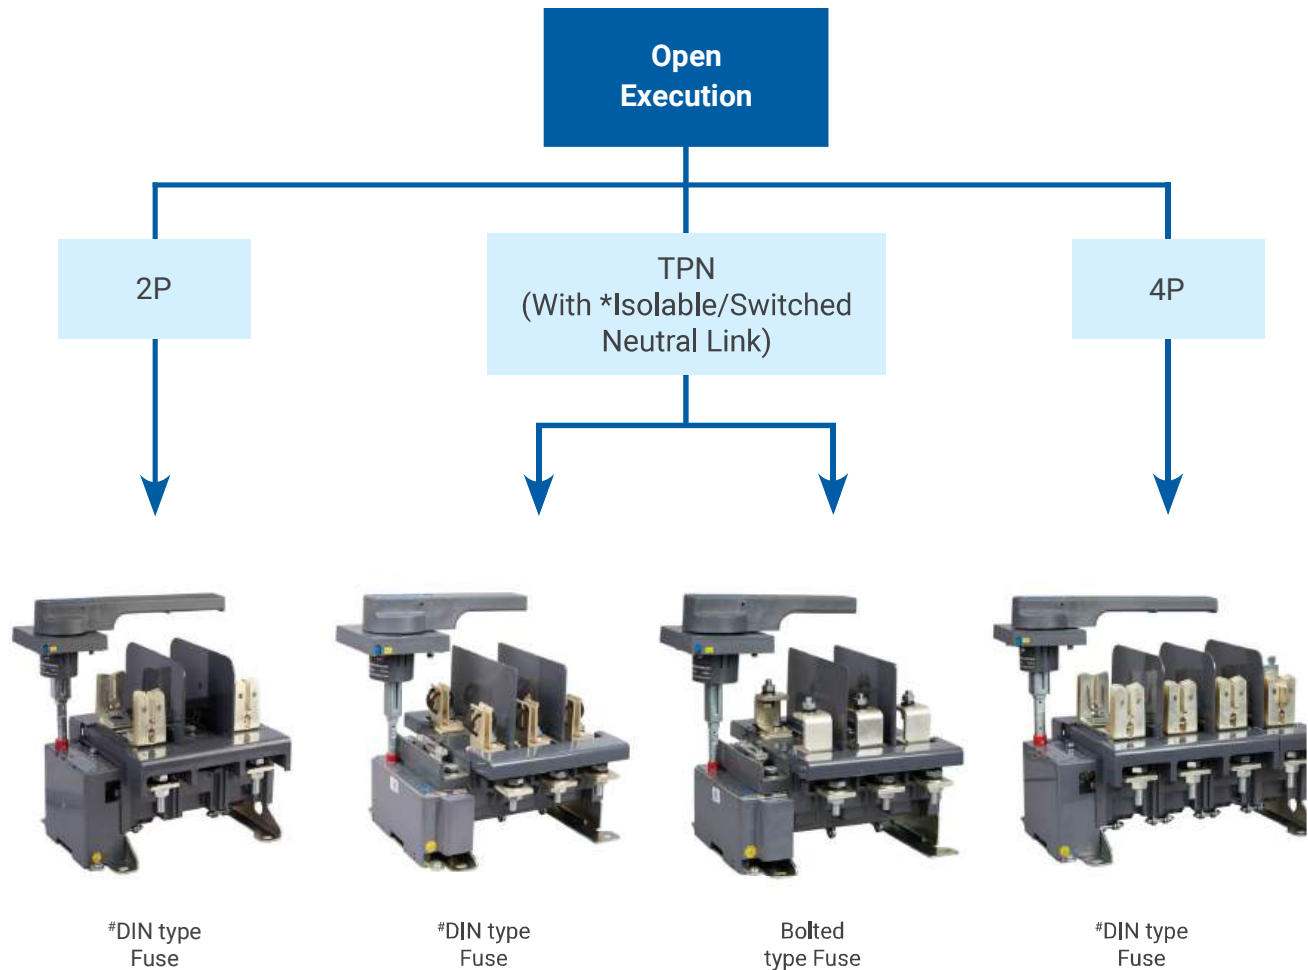 Open
Execution
2P
TPN
(With *Isolable/Switched
Neutral Link)
4P
#DIN type
Fuse
#DIN type
Fuse
Bolted
type Fuse
#DIN type
Fuse